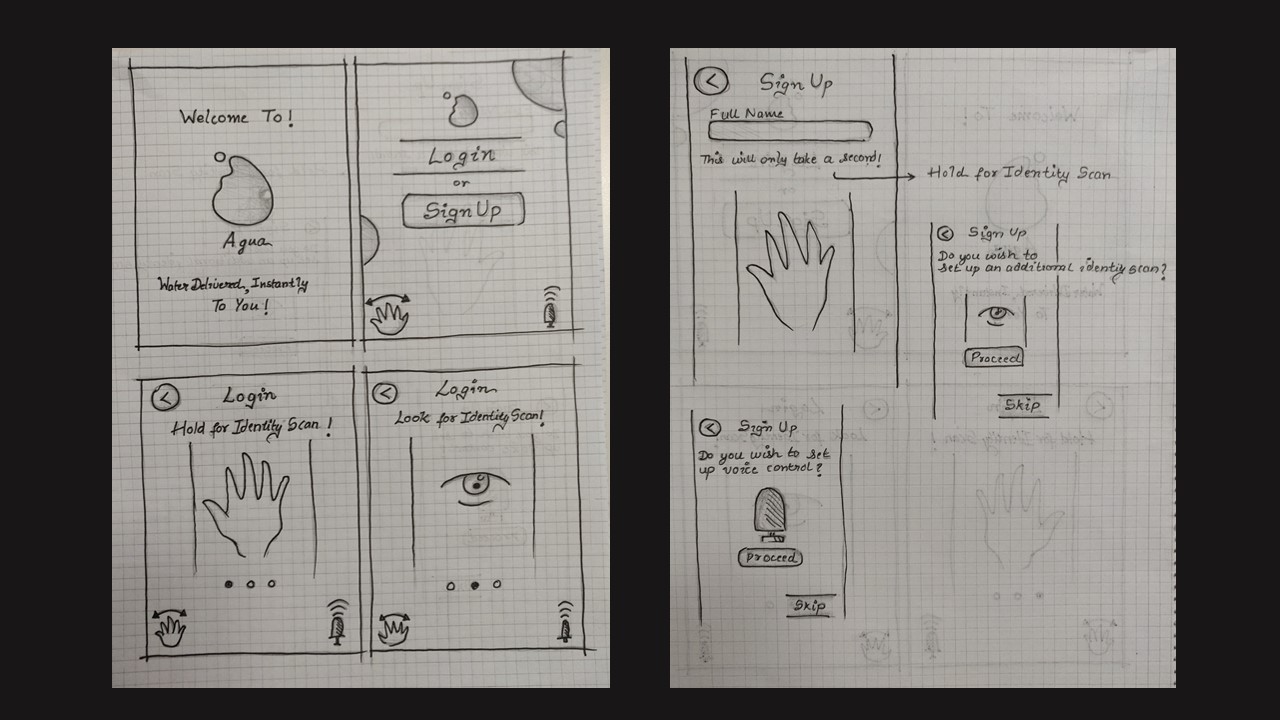 Welcome To!
Agua
Water Delivered, Instantly
To You!
Login
or
Sign Up
Login
Hold for Identity Scan!
Login
Look for Identity Scan!
Sign Up
Full Name
This will only take a second!
Hold for Identity Scan
Sign Up
Do you wish to
set up an additional identity scan?
Proceed
Skip
Sign Up
Do you wish to set
up voice control?
Proceed
Skip